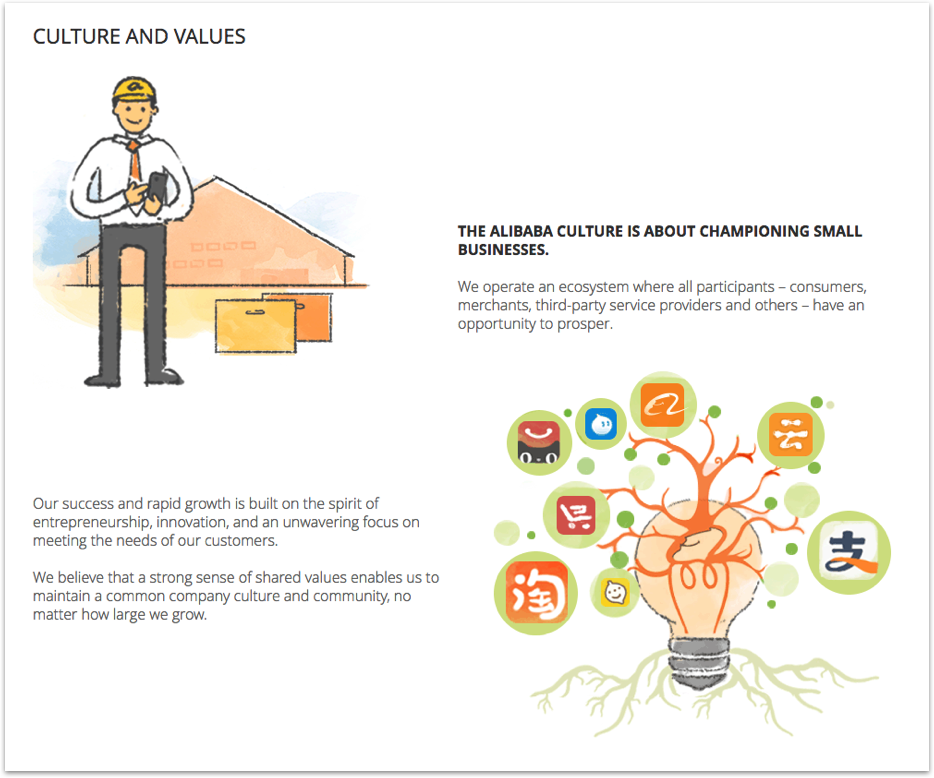 CULTURE AND VALUES
THE ALIBABA CULTURE IS ABOUT CHAMPIONING SMALL
BUSINESSES.
We operate an ecosystem where all participants – consumers,
merchants, third-party service providers and others – have an
opportunity to prosper.
云
支
淘
Our success and rapid growth is built on the spirit of
entrepreneurship, innovation, and an unwavering focus on
meeting the needs of our customers.
We believe that a strong sense of shared values enables us to
maintain a common company culture and community, no
matter how large we grow.